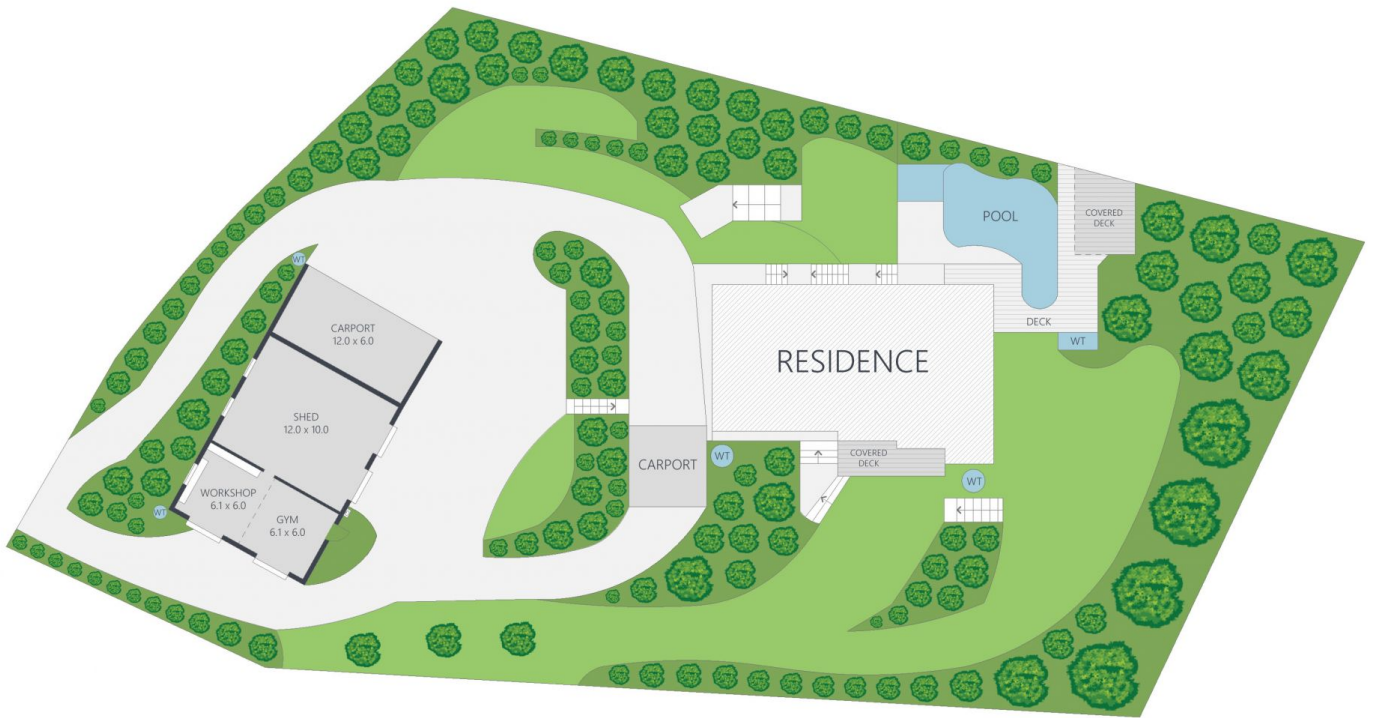 POOL
COVERED
DECK
WT
CARPORT
12.0 x 6.0
DECK
WT
RESIDENCE
SHED
12.0 x 10.0
COVERED
DECK
WT
CARPORT
WT
WORKSHOP
6.1 x 6.0
WT
GYM
6.1 x 6.0